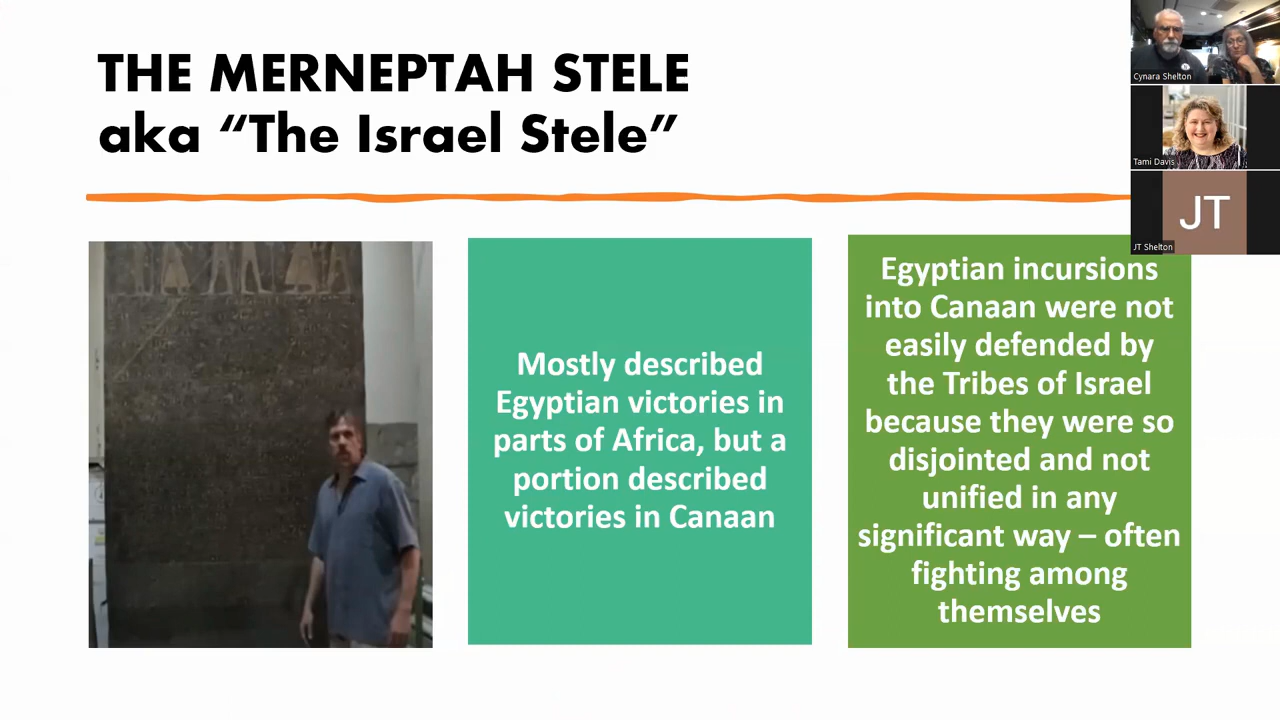 THE MERNEPTAH STELE
aka “The Israel Stele”
Mostly described
Egyptian victories in
parts of Africa, but a
portion described
victories in Canaan
Egyptian incursions
into Canaan were not
easily defended by
the Tribes of Israel
because they were so
disjointed and not
unified in any
significant way – often
fighting among
themselves
Cynara Shelton
Tami Davis
JT
JT Shelton